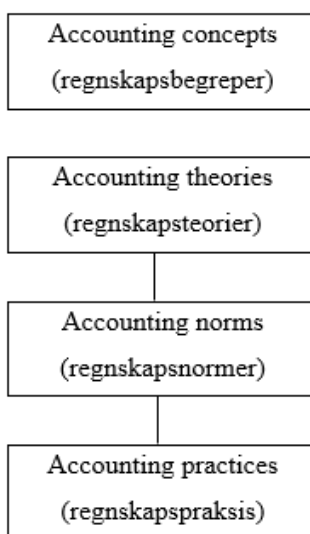 Accounting concepts
(regnskapsbegreper)
Accounting theories
(regnskapsteorier)
Accounting norms
(regnskapsnormer)
Accounting practices
(regnskapspraksis)